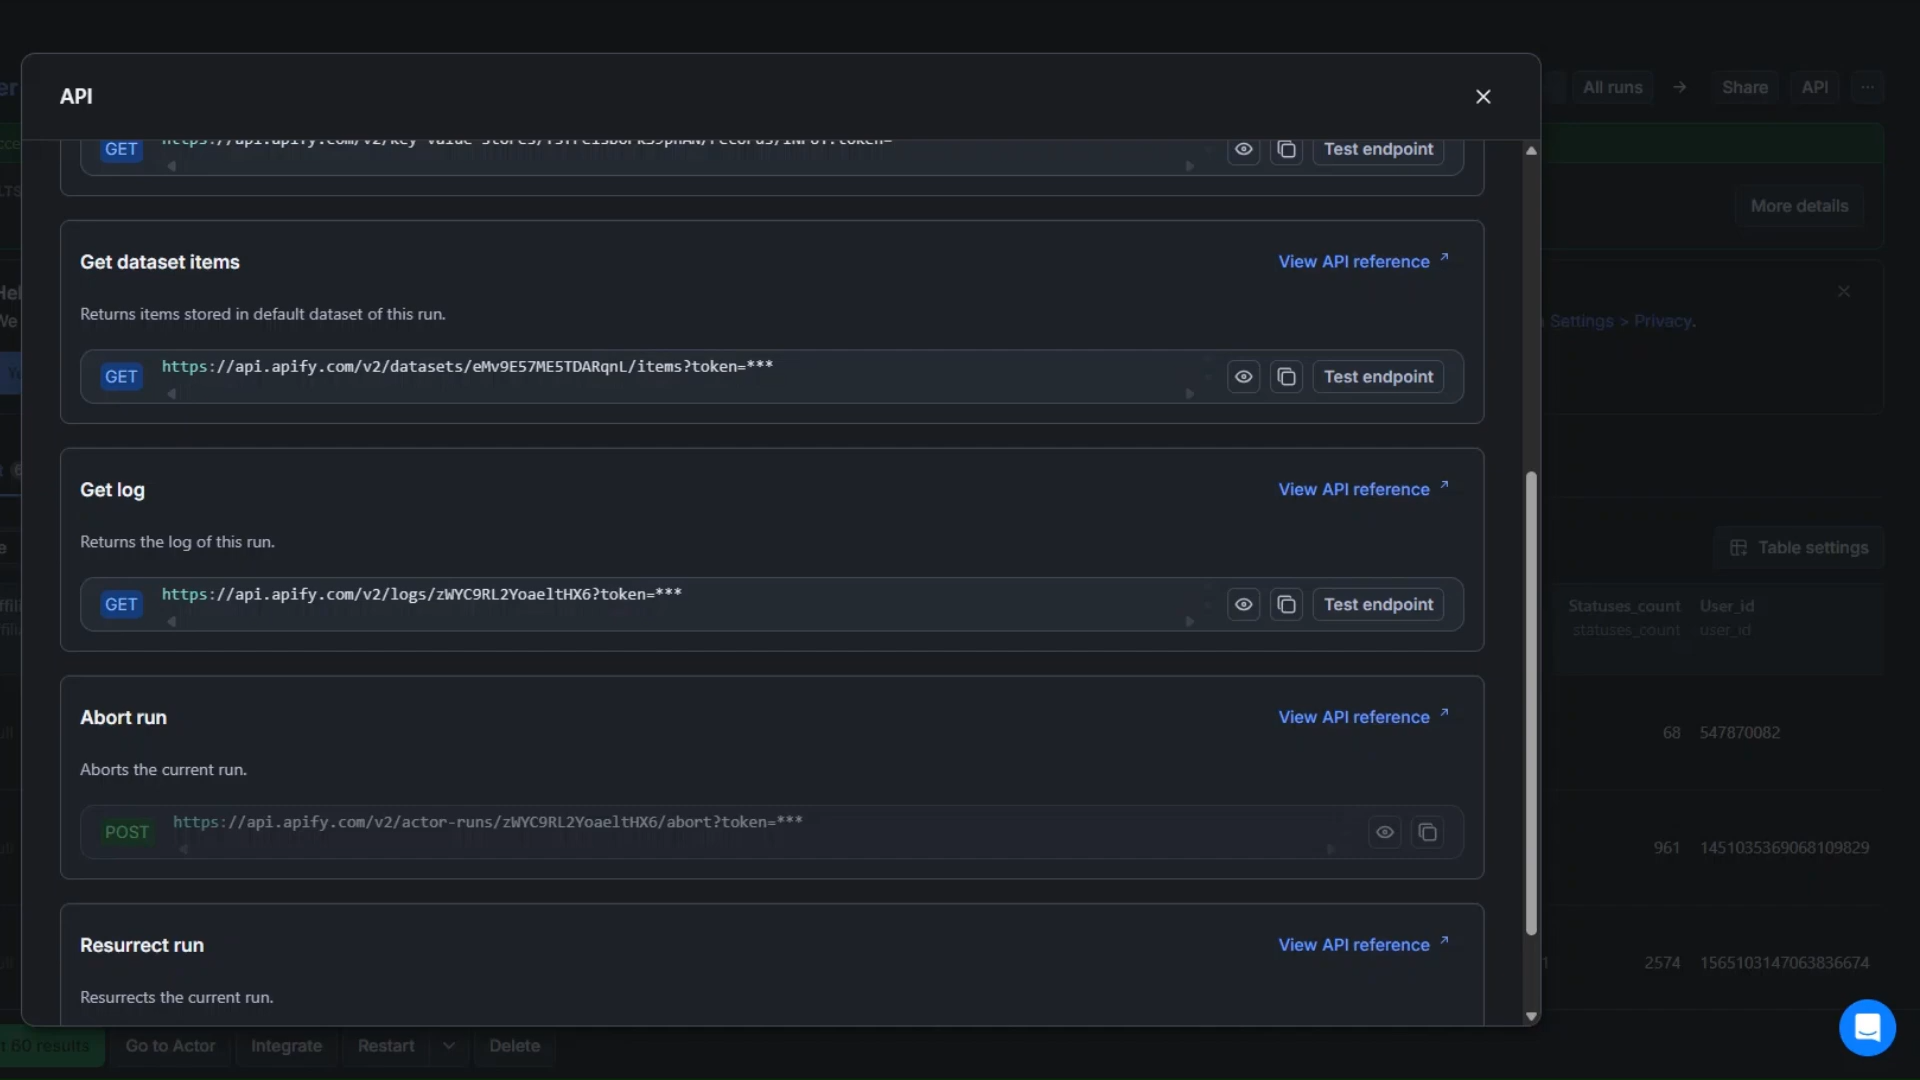 API
All runs
Share
API
GET
Test endpoint
More details
Get dataset items
View API reference
Returns items stored in default dataset of this run.
Settings > Privacy.
GET https://api.apify.com/v2/datasets/eMv9E57ME5TDARqnL/items?token=***
Test endpoint
Get log
View API reference
Returns the log of this run.
Table settings
GET https://api.apify.com/v2/logs/zWYC9RL2YoaeltHX6?token=***
Test endpoint
Statuses_count User_id
statuses_count user_id
Abort run
View API reference
68 547870082
Aborts the current run.
POST https://api.apify.com/v2/actor-runs/zWYC9RL2YoaeltHX6/abort?token=***
961 1451035369068109829
Resurrect run
View API reference
2574 1565103147063836674
Resurrects the current run.
60 results
Go to Actor
Integrate
Restart
Delete